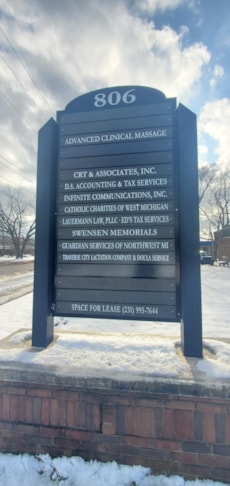 806
ADVANCED CLINICAL MASSAGE
CRT & ASSOCIATES, INC.
D.S. ACCOUNTING & TAX SERVICES
INFINITE COMMUNICATIONS, INC.
CATHOLIC CHARITIES OF WEST MICHIGAN
LAUERMANN LAW, PLLC - ED'S TAX SERVICES
SWENSEN MEMORIALS
GUARDIAN SERVICES OF NORTHWEST MI
TRAVERSE CITY LACTATION COMPANY & DOULA SERVICE
SPACE FOR LEASE (231) 995-7644